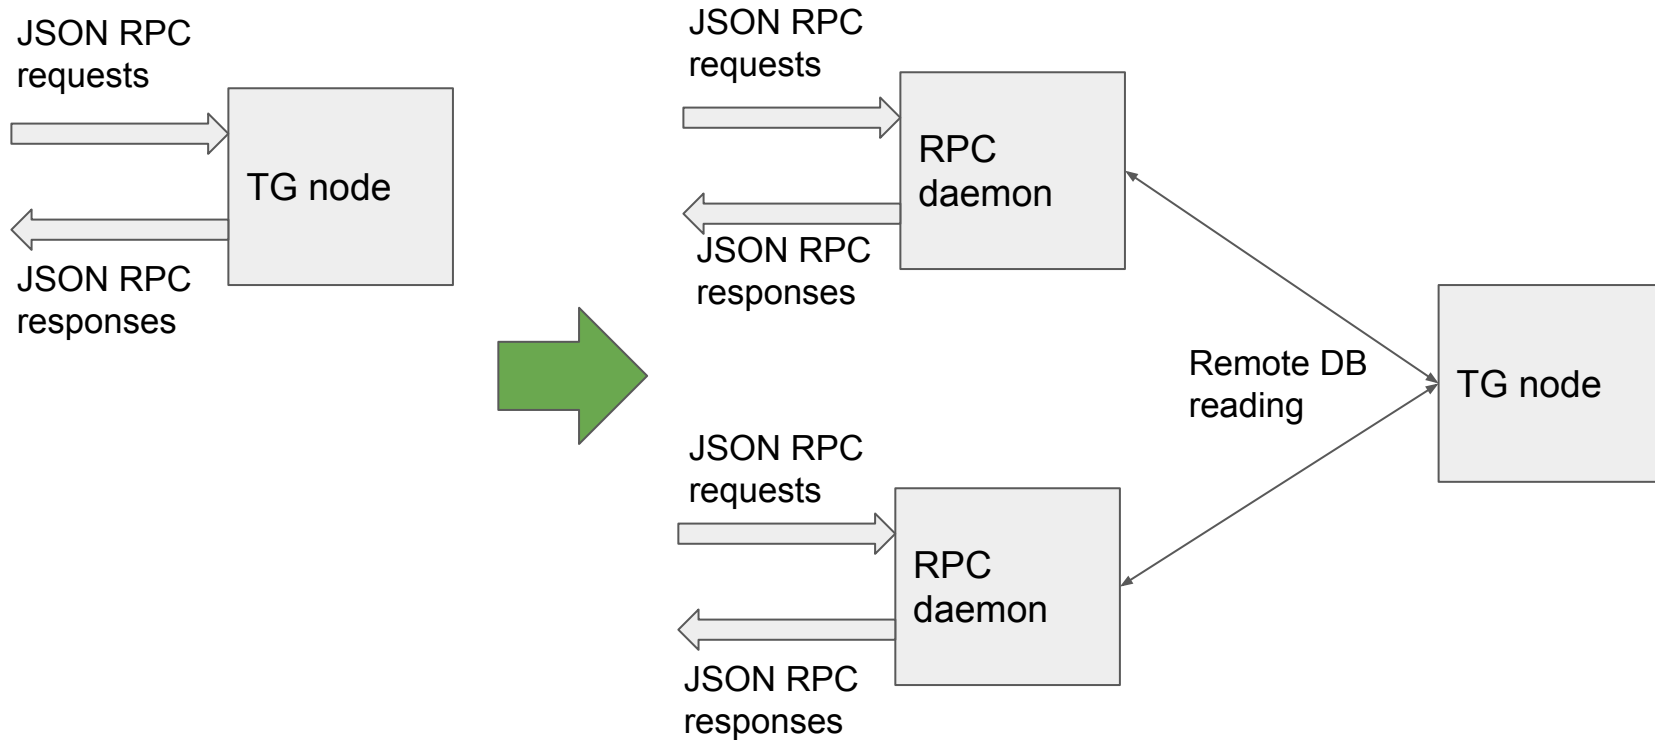 JSON RPC
requests
TG node
JSON RPC
responses
JSON RPC
requests
RPC
daemon
JSON RPC
responses
Remote DB
reading
TG node
JSON RPC
requests
RPC
daemon
JSON RPC
responses